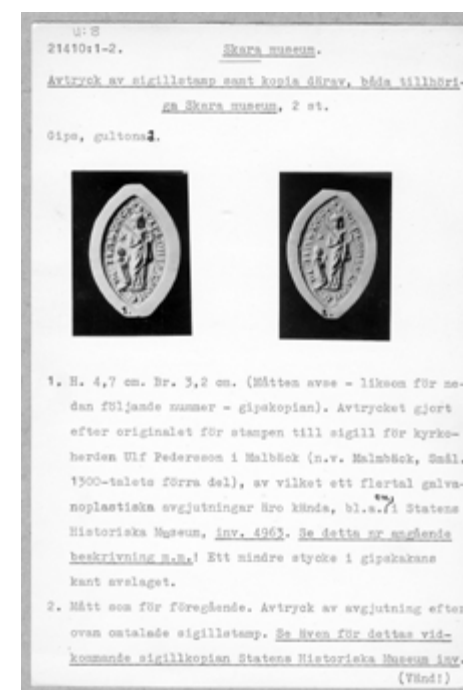 U:8
21410:1-2. Skara museum.
Avtryck av sigillstamp samt kopia därav, båda tillhöri-
ga Skara museum, 2 st.
Gips, gultonad.
1. H. 4,7 cm. Br. 3,2 cm. (Måtten avse - liksom för ne-
dan följande nummer - gipskopian). Avtrycket gjort
efter originalet för stampen till sigill för kyrko-
herden Ulf Pedersson i Malbäck (n.v. Malmbäck, Smål.
1300-talets förra del), av vilket ett flertal galva-
noplastiska avgjutningar äro kända, bl.a. en i Statens
Historiska Museum, inv. 4963. Se detta nr angående
beskrivning m.m.! Ett mindre stycke i gipskakans
kant avslaget.
2. Mått som för föregående. Avtryck av avgjutning efter
ovan omtalade sigillstamp. Se även för dettas vid-
kommande sigillkopian Statens Historiska Museum inv.
(Vänd!)